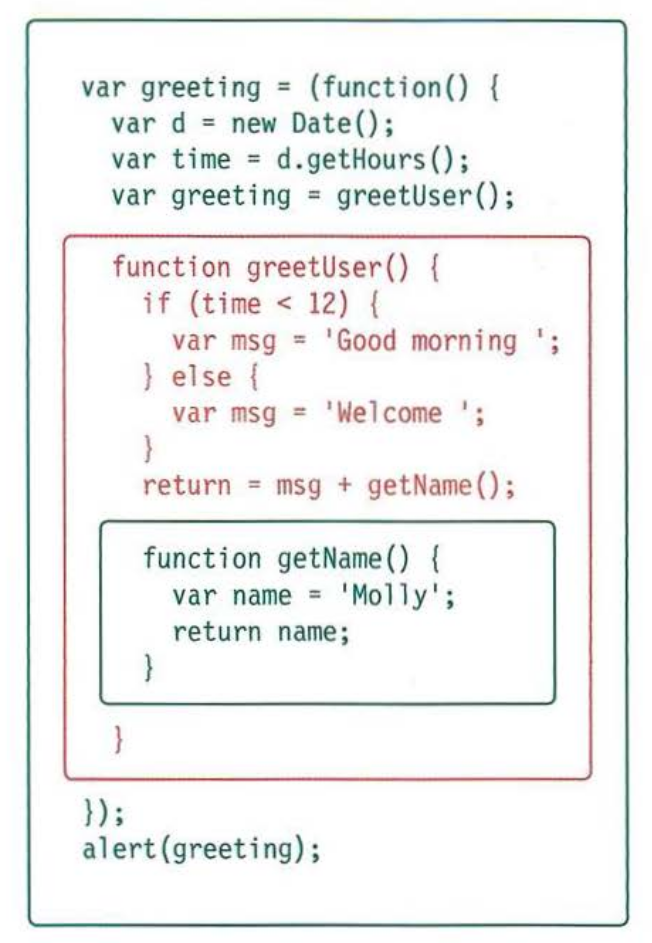 var greeting = (function() {
var d = new Date();
var time = d.getHours();
var greeting = greetUser();
function greetUser() {
if (time < 12) {
var msg = 'Good morning ';
} else {
var msg = 'Welcome ';
}
return = msg + getName();
function getName() {
var name = 'Molly';
return name;
}
}
});
alert(greeting);